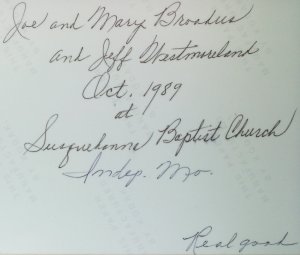 Joe and Mary Broadus
and Jeff Westmoreland
Oct. 1989
at
Susquehanna Baptist Church
Indep. Mo.
Real good